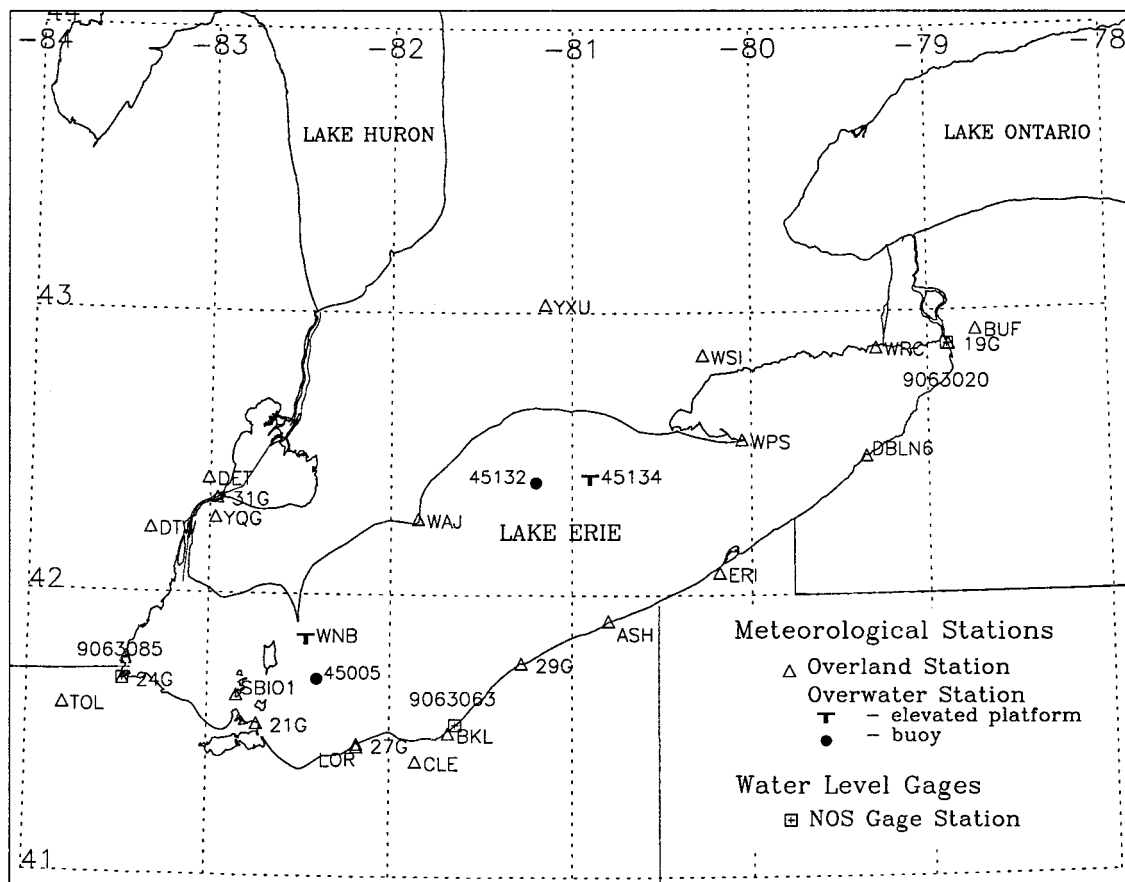 44
-84
-83
-82
-81
-80
-79
-78
LAKE HURON
LAKE ONTARIO
43
YXU
BUF
WSI
WRC
19G
9063020
WPS
DBLN6
DET
45132
45134
31G
YQG
WAJ
LAKE ERIE
42
ERI
WNB
ASH
Meteorological Stations
9063085
29G
Overland Station
24G
SBIO1
45005
Overwater Station
TOL
9063063
- elevated platform
21G
BKL
- buoy
LOR
27G
CLE
Water Level Gages
NOS Gage Station
41